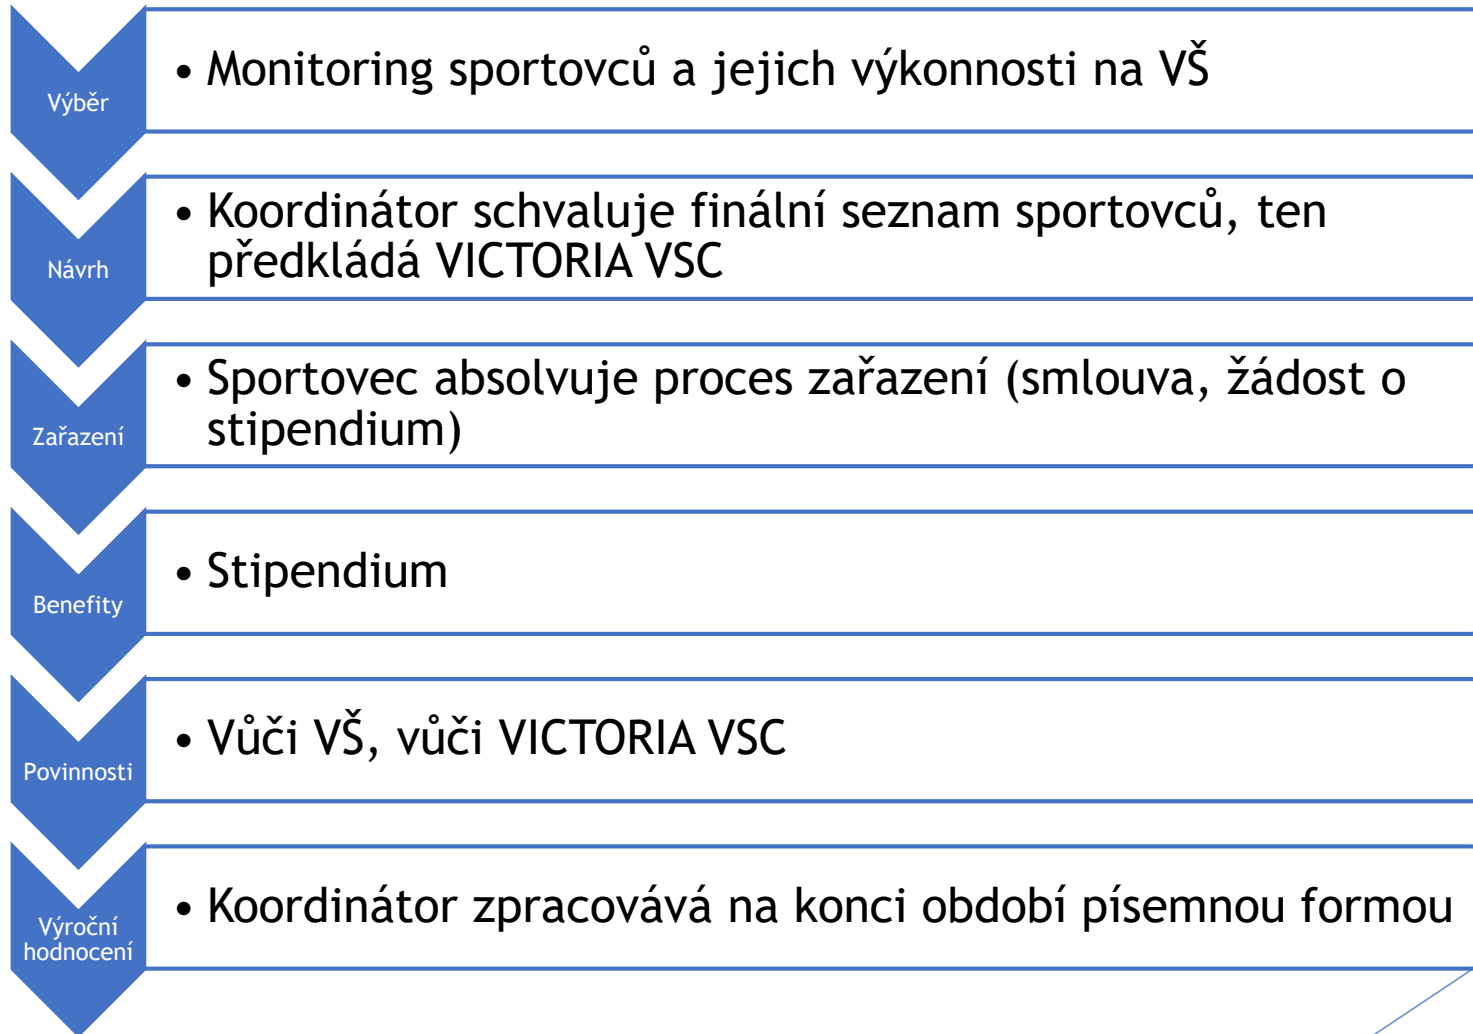 Výběr
• Monitoring sportovců a jejich výkonnosti na VŠ
Návrh
• Koordinátor schvaluje finální seznam sportovců, ten
předkládá VICTORIA VSC
Zařazení
• Sportovec absolvuje proces zařazení (smlouva, žádost o
stipendium)
Benefity
• Stipendium
Povinnosti
• Vůči VŠ, vůči VICTORIA VSC
Výroční
hodnocení
• Koordinátor zpracovává na konci období písemnou formou